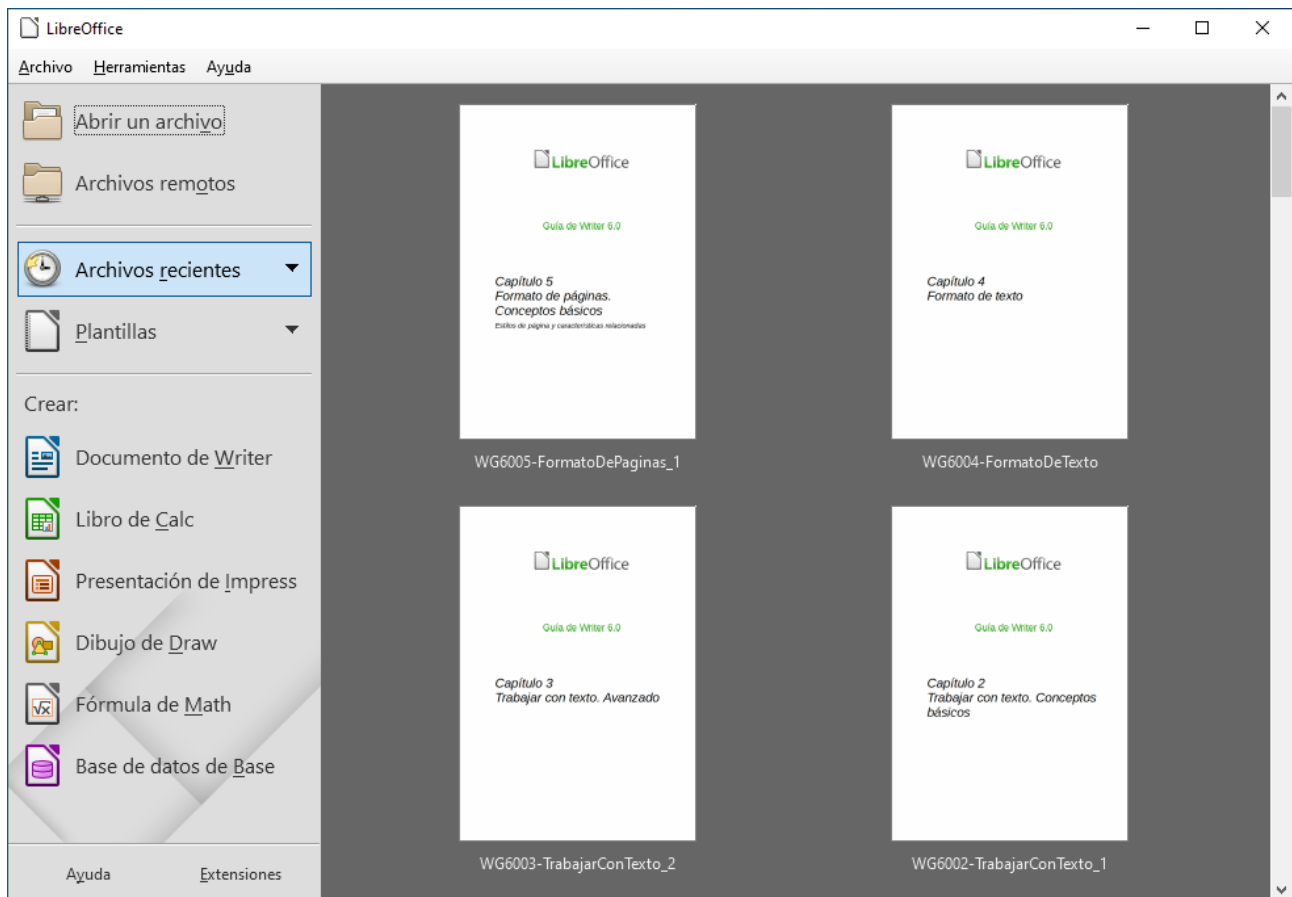 LibreOffice
Archivo Herramientas Ayuda
Abrir un archivo
Archivos remotos
Archivos recientes
Plantillas
Crear:
Documento de Writer
Libro de Calc
Presentación de Impress
Dibujo de Draw
Fórmula de Math
Base de datos de Base
Ayuda Extensiones
LibreOffice
Guía de Writer 6.0
Capítulo 5
Formato de páginas.
Conceptos básicos
Estilos de página y características relacionadas
WG6005-FormatoDePaginas_1
LibreOffice
Guía de Writer 6.0
Capítulo 4
Formato de texto
WG6004-FormatoDeTexto
LibreOffice
Guía de Writer 6.0
Capítulo 3
Trabajar con texto. Avanzado
WG6003-TrabajarConTexto_2
LibreOffice
Guía de Writer 6.0
Capítulo 2
Trabajar con texto. Conceptos
básicos
WG6002-TrabajarConTexto_1